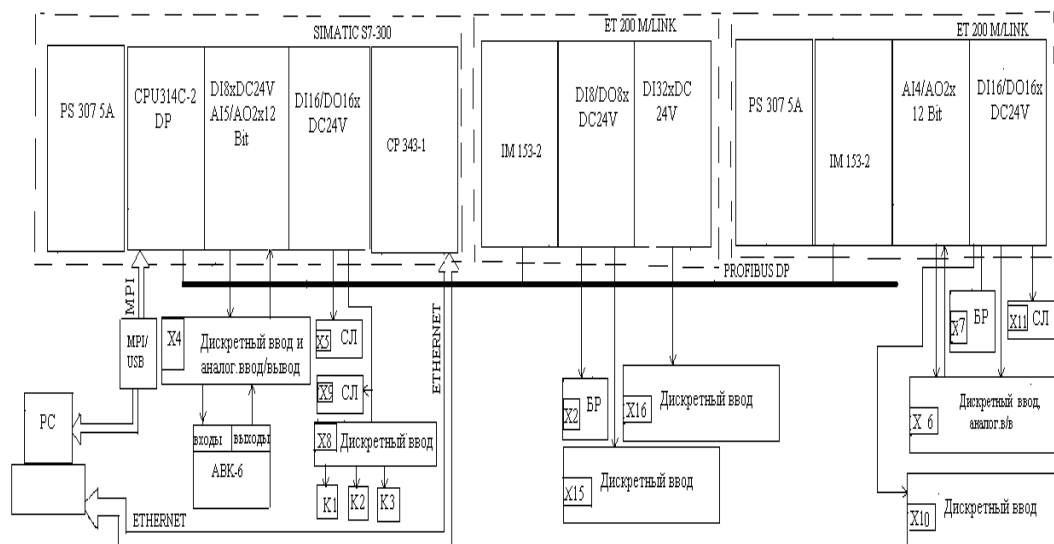 SIMATIC S7-300
ET 200 M/LINK
ET 200 M/LINK
PS 307 5A
CPU314C-2
DP
DI8xDC24V
AI5/AO2x12
Bit
DI16/DO16x
DC24V
CP 343-1
IM 153-2
DI8/DO8x
DC24V
DI32xDC
24V
PS 307 5A
IM 153-2
AI4/AO2x
12 Bit
DI16/DO16x
DC24V
PROFIBUS DP
MPI
ETHERNET
MPI/
USB
X4
Дискретный ввод и
аналог.ввод/вывод
X5
СЛ
X9
СЛ
X8
Дискретный ввод
К1
К2
К3
входы
выходы
АВК-6
PC
ETHERNET
X2
БР
X16
Дискретный ввод
X15
Дискретный ввод
X7
БР
X11
СЛ
X 6
Дискретный ввод,
аналог.в/в
X10
Дискретный ввод